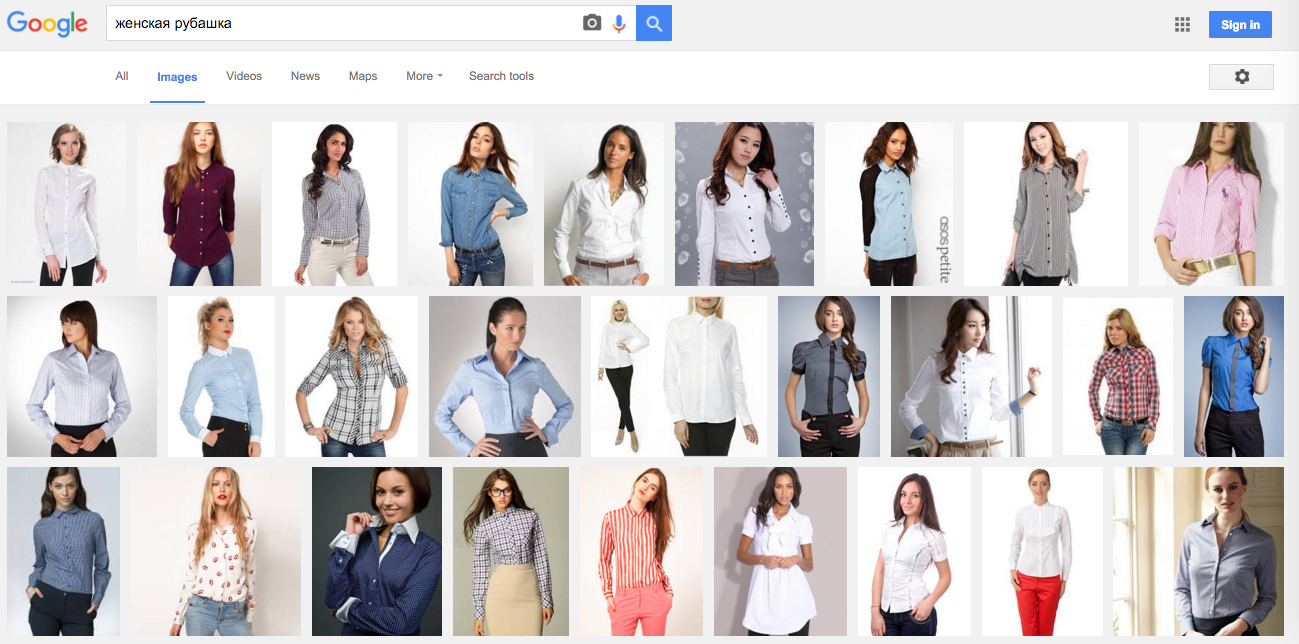 Google
женская рубашка
Sign in
All Images Videos News Maps More Search tools
asos petite